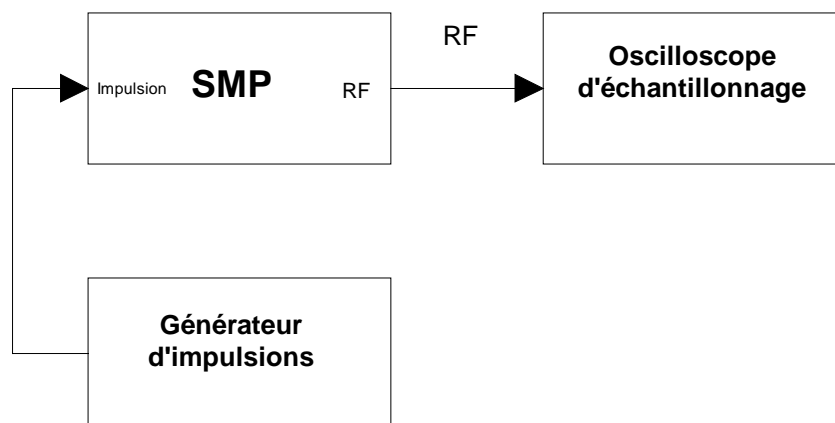 RF
Impulsion SMP RF
Oscilloscope
d'échantillonnage
Générateur
d'impulsions